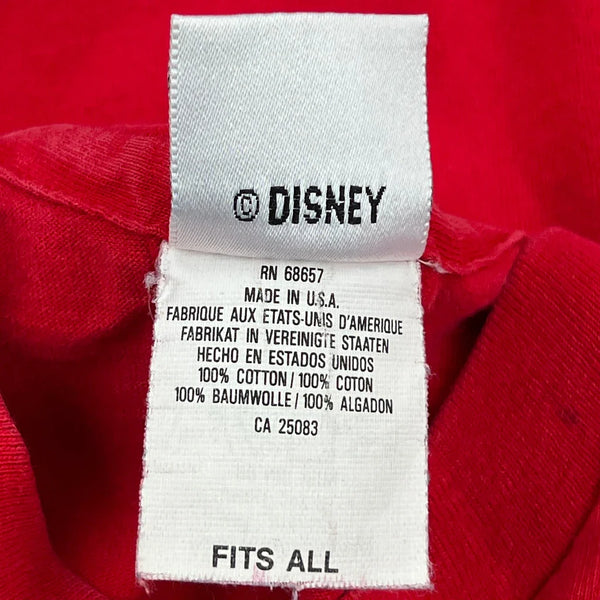 © DISNEY
RN 68657
MADE IN U.S.A.
FABRIQUE AUX ETATS-UNIS D'AMERIQUE
FABRIKAT IN VEREINIGTE STAATEN
HECHO EN ESTADOS UNIDOS
100% COTTON / 100% COTON
100% BAUMWOLLE / 100% ALGADON
CA 25083
FITS ALL